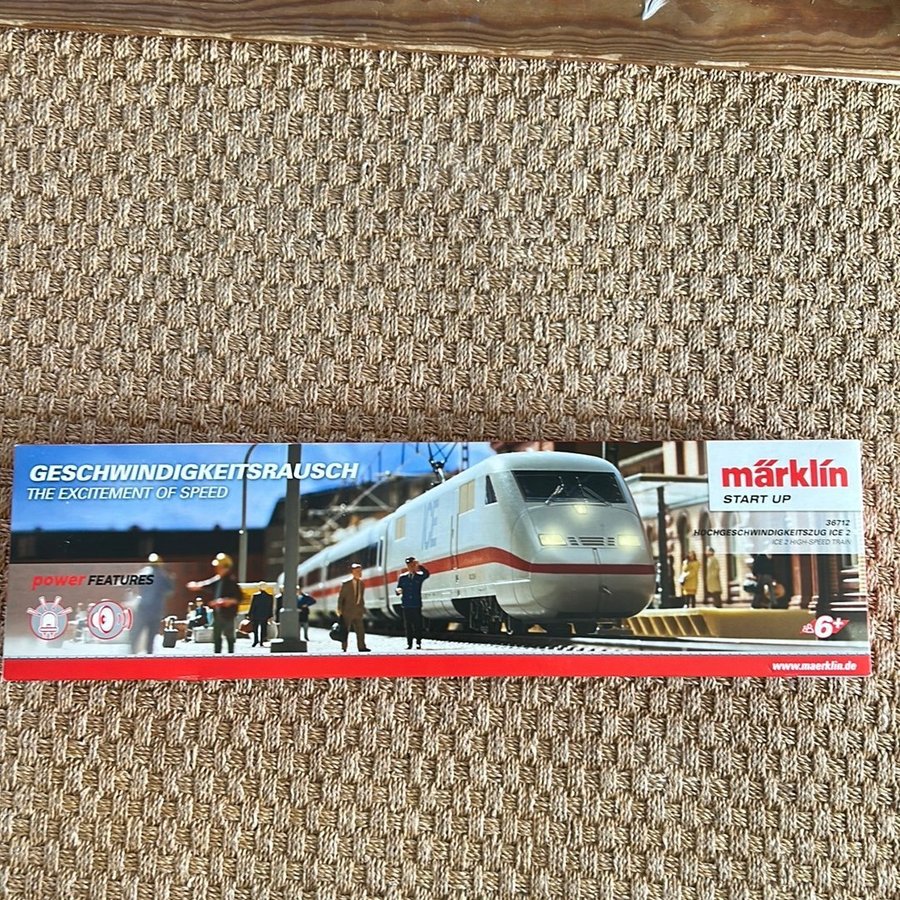 GESCHWINDIGKEITSRAUSCH
THE EXCITEMENT OF SPEED
power FEATURES
ICE
märklin
START UP
36712
HOCHGESCHWINDIGKEITSZUG ICE 2
ICE 2 HIGH-SPEED TRAIN
6+
www.maerklin.de